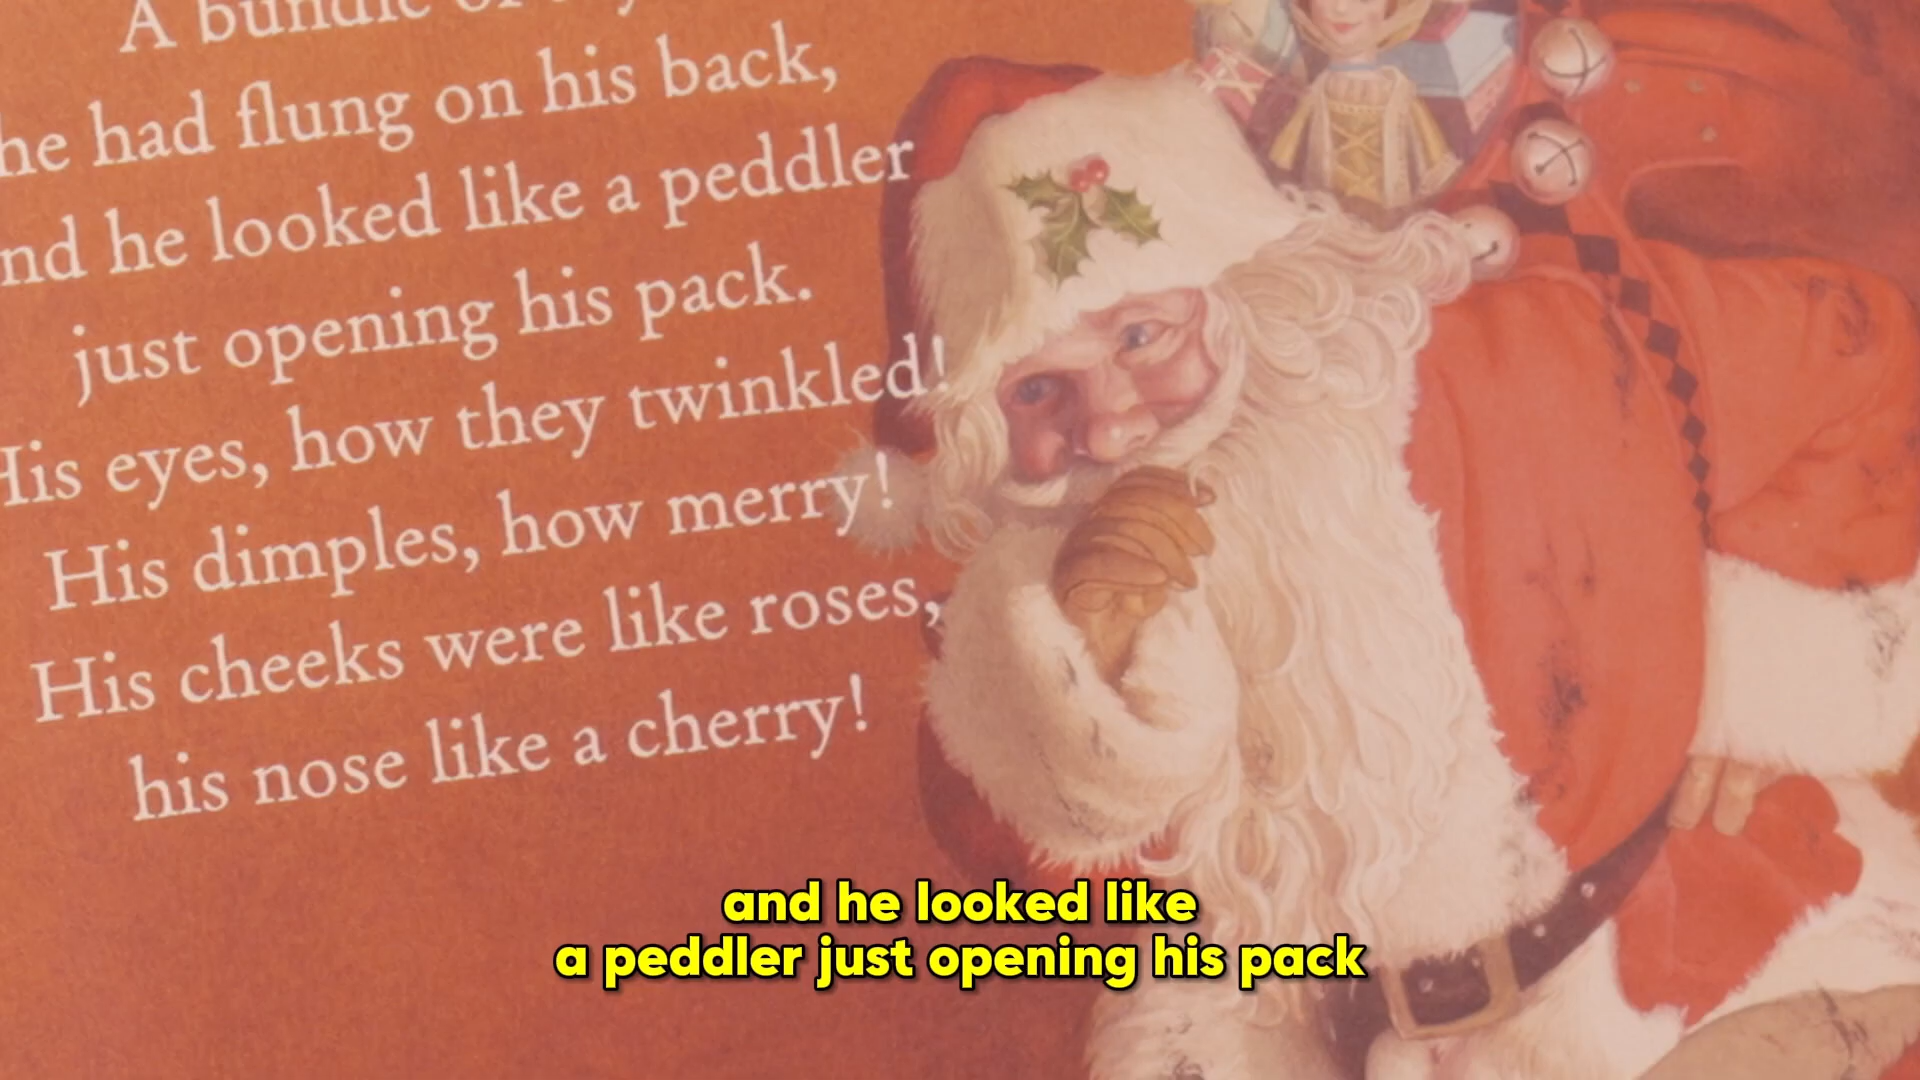 A bundle of
he had flung on his back,
nd he looked like a peddler
just opening his pack.
His eyes, how they twinkled!
His dimples, how merry!
His cheeks were like roses,
his nose like a cherry!
and he looked like
a peddler just opening his pack